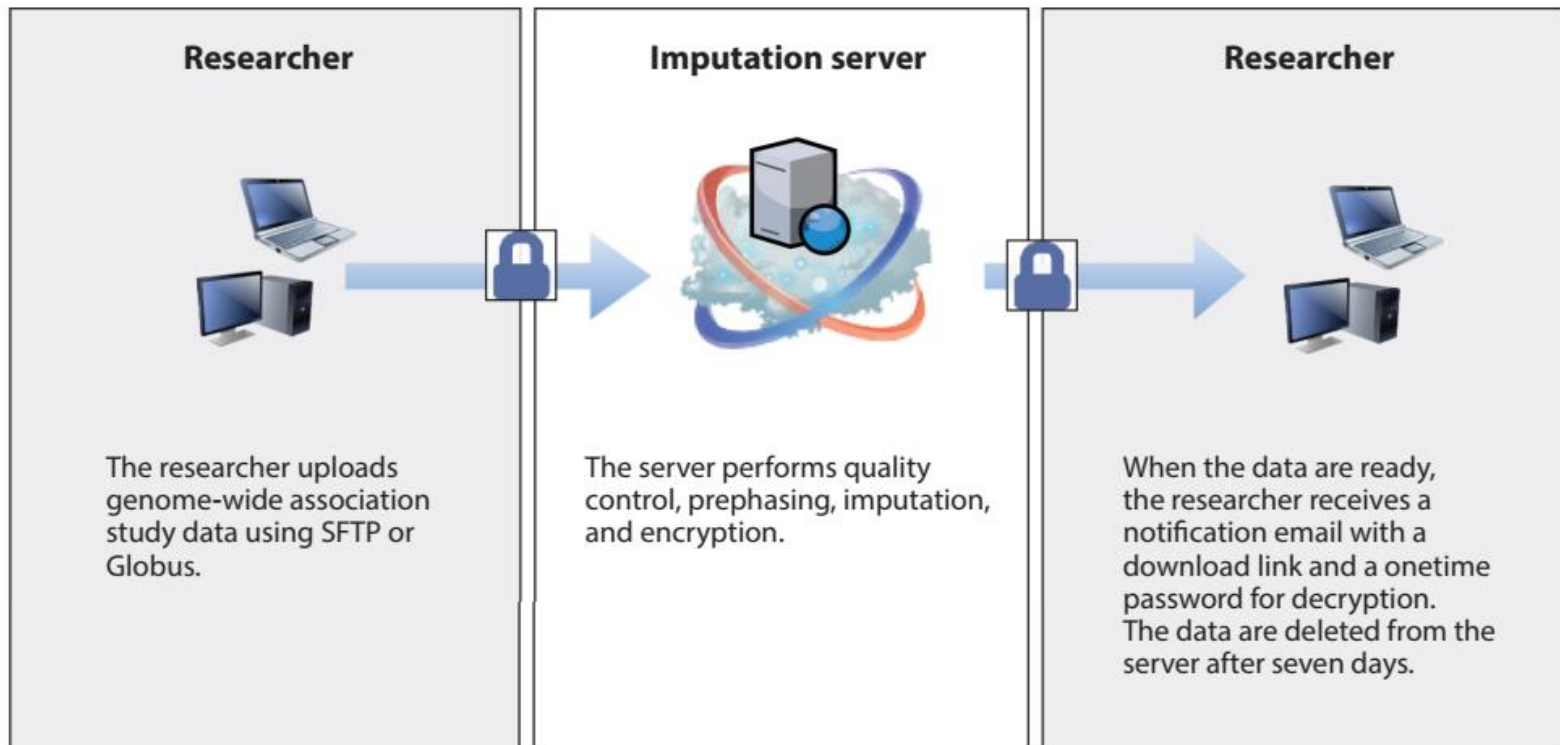 Researcher
The researcher uploads
genome-wide association
study data using SFTP or
Globus.
Imputation server
The server performs quality
control, prephasing, imputation,
and encryption.
Researcher
When the data are ready,
the researcher receives a
notification email with a
download link and a onetime
password for decryption.
The data are deleted from the
server after seven days.